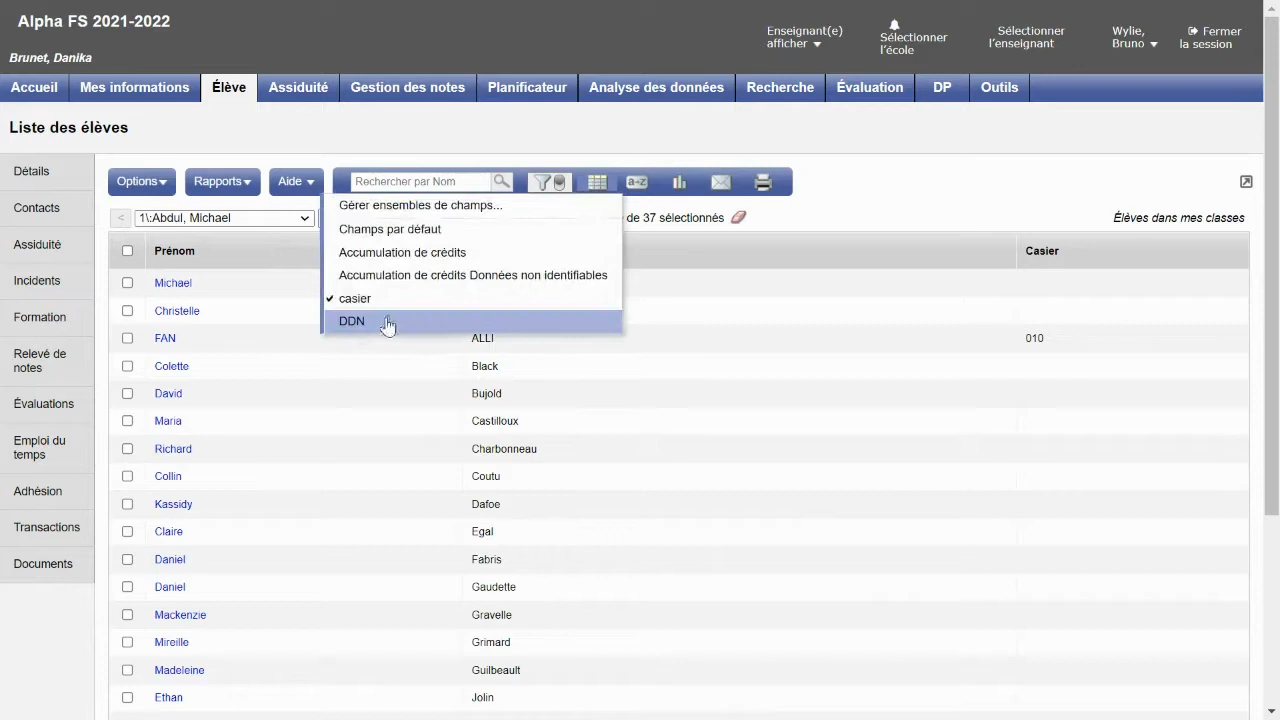 Alpha FS 2021-2022
Brunet, Danika
Enseignant(e)
afficher
Sélectionner
l'école
Sélectionner
l'enseignant
Wylie,
Bruno
Fermer
la session
Accueil
Mes informations
Élève
Assiduité
Gestion des notes
Planificateur
Analyse des données
Recherche
Évaluation
DP
Outils
Liste des élèves
Détails
Contacts
Assiduité
Incidents
Formation
Relevé de
notes
Évaluations
Emploi du
temps
Adhésion
Transactions
Documents
Options
Rapports
Aide
Rechercher par Nom
a-z
< 1\:Abdul, Michael
de 37 sélectionnés
Élèves dans mes classes
Gérer ensembles de champs...
Champs par défaut
Accumulation de crédits
Accumulation de crédits Données non identifiables
casier
DDN
Prénom Casier
Michael
Christelle
FAN ALLI 010
Colette Black
David Bujold
Maria Castilloux
Richard Charbonneau
Collin Coutu
Kassidy Dafoe
Claire Egal
Daniel Fabris
Daniel Gaudette
Mackenzie Gravelle
Mireille Grimard
Madeleine Guilbeault
Ethan Jolin